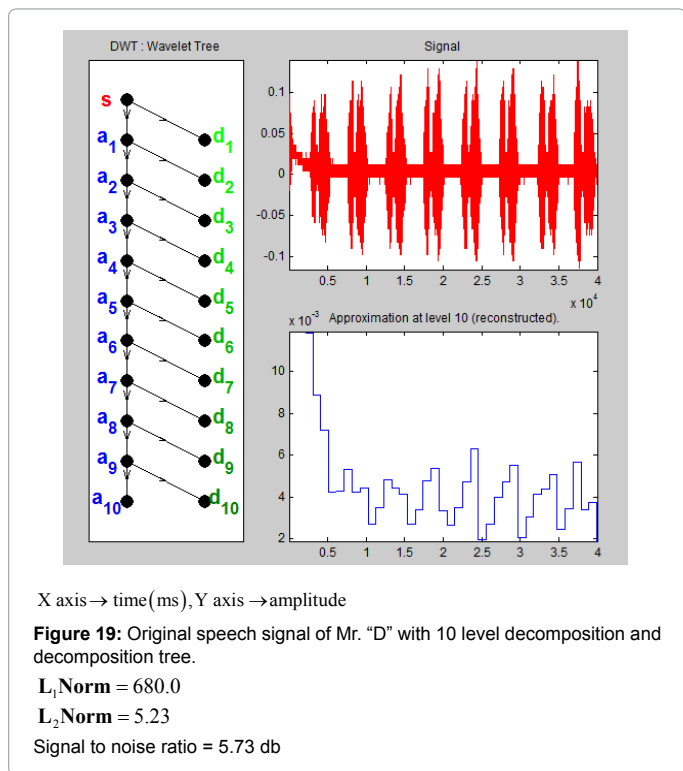 DWT : Wavelet Tree
s
a1 d1
a2 d2
a3 d3
a4 d4
a5 d5
a6 d6
a7 d7
a8 d8
a9 d9
a10 d10
Signal
0.1
0.05
0
-0.05
-0.1
0.5 1 1.5 2 2.5 3 3.5 4
x 10^4
x 10^-3 Approximation at level 10 (reconstructed).
10
8
6
4
2
0.5 1 1.5 2 2.5 3 3.5 4
X axis→ time(ms),Y axis →amplitude
Figure 19: Original speech signal of Mr. “D” with 10 level decomposition and
decomposition tree.
L1Norm = 680.0
L2Norm = 5.23
Signal to noise ratio = 5.73 db